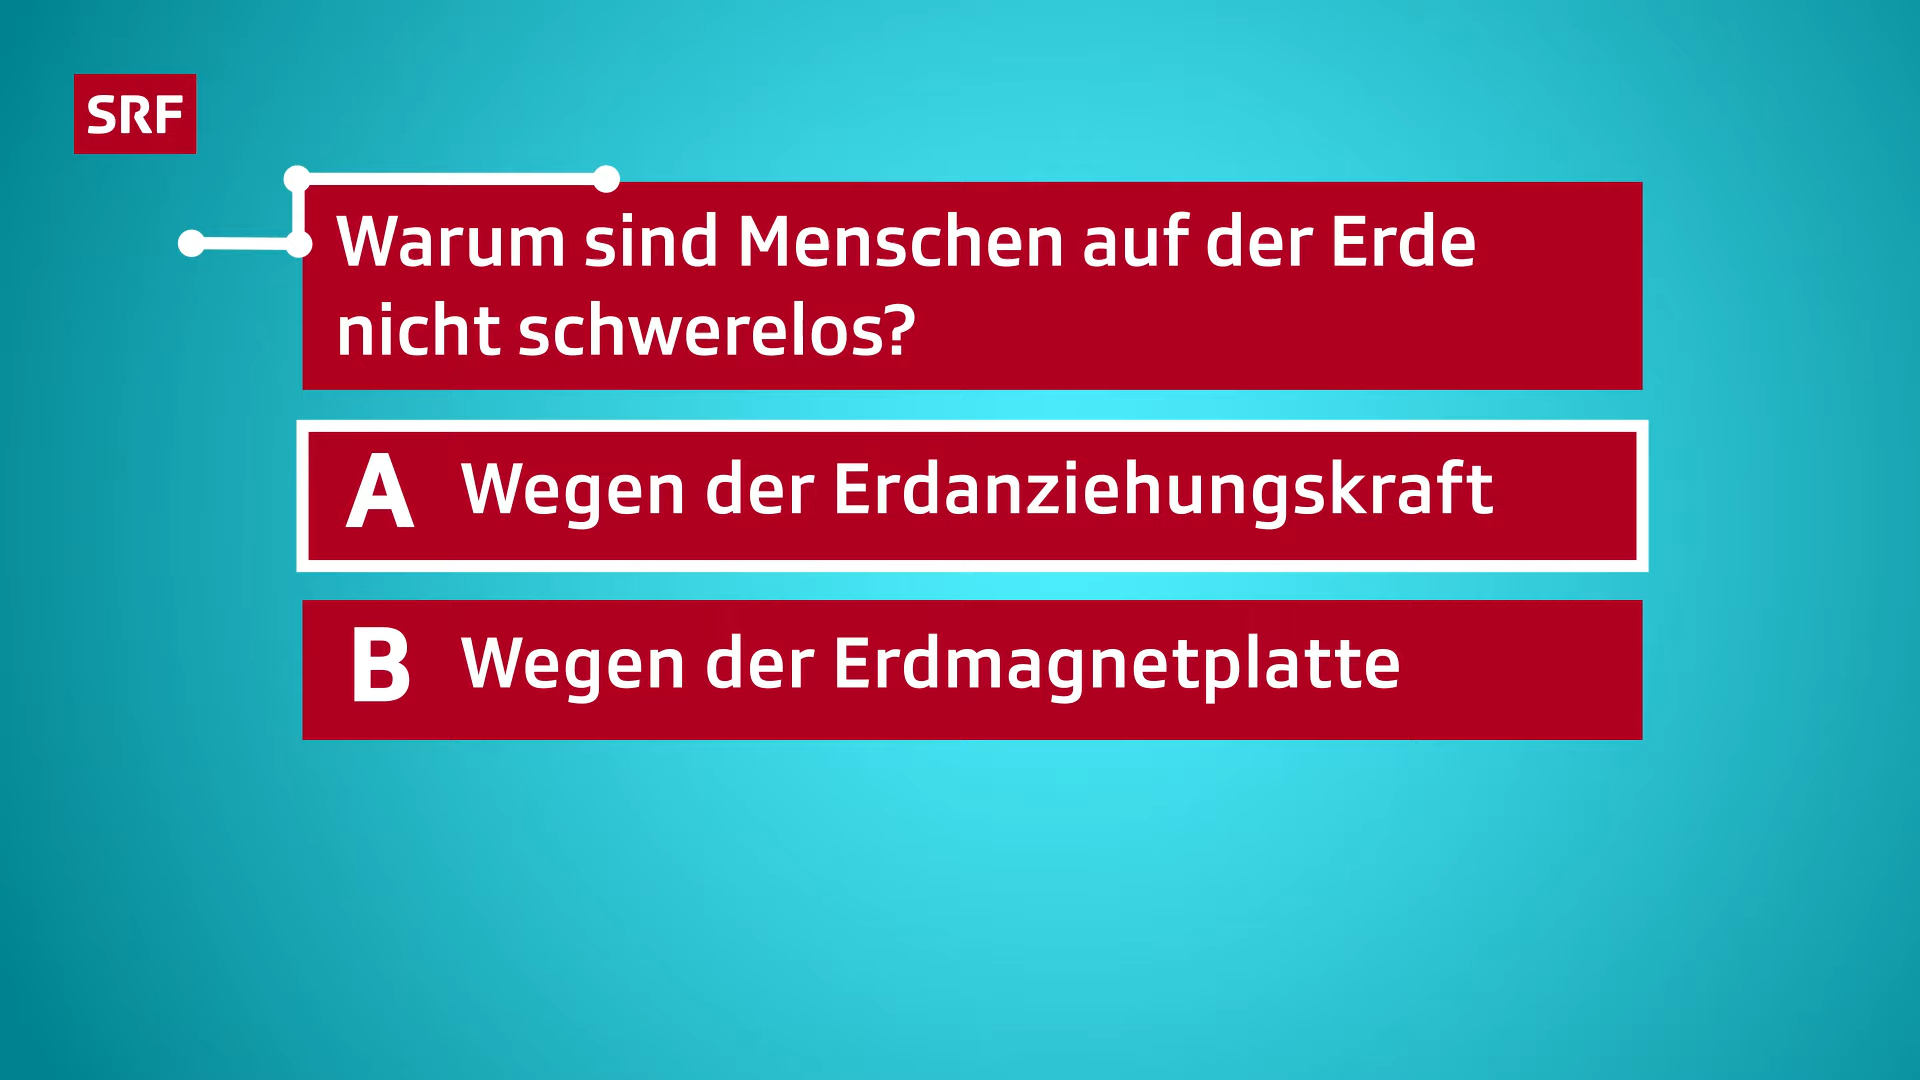 SRF
Warum sind Menschen auf der Erde
nicht schwerelos?
A Wegen der Erdanziehungskraft
B Wegen der Erdmagnetplatte